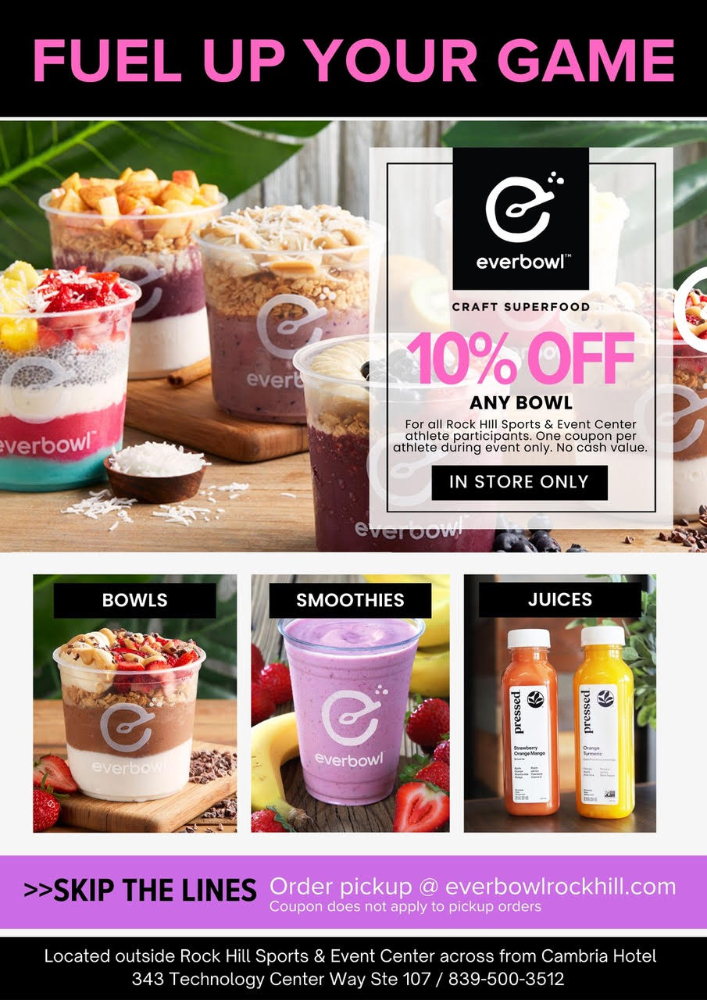 FUEL UP YOUR GAME
everbowl™
CRAFT SUPERFOOD
10% OFF
ANY BOWL
For all Rock Hill Sports & Event Center
athlete participants. One coupon per
athlete during event only. No cash value.
IN STORE ONLY
everbowl
everbowl
everbowl
BOWLS
SMOOTHIES
JUICES
everbowl
everbowl
pressed
Strawberry
Orange Mango
pressed
Orange
Turmeric
>>SKIP THE LINES
Order pickup @ everbowlrockhill.com
Coupon does not apply to pickup orders
Located outside Rock Hill Sports & Event Center across from Cambria Hotel
343 Technology Center Way Ste 107 / 839-500-3512